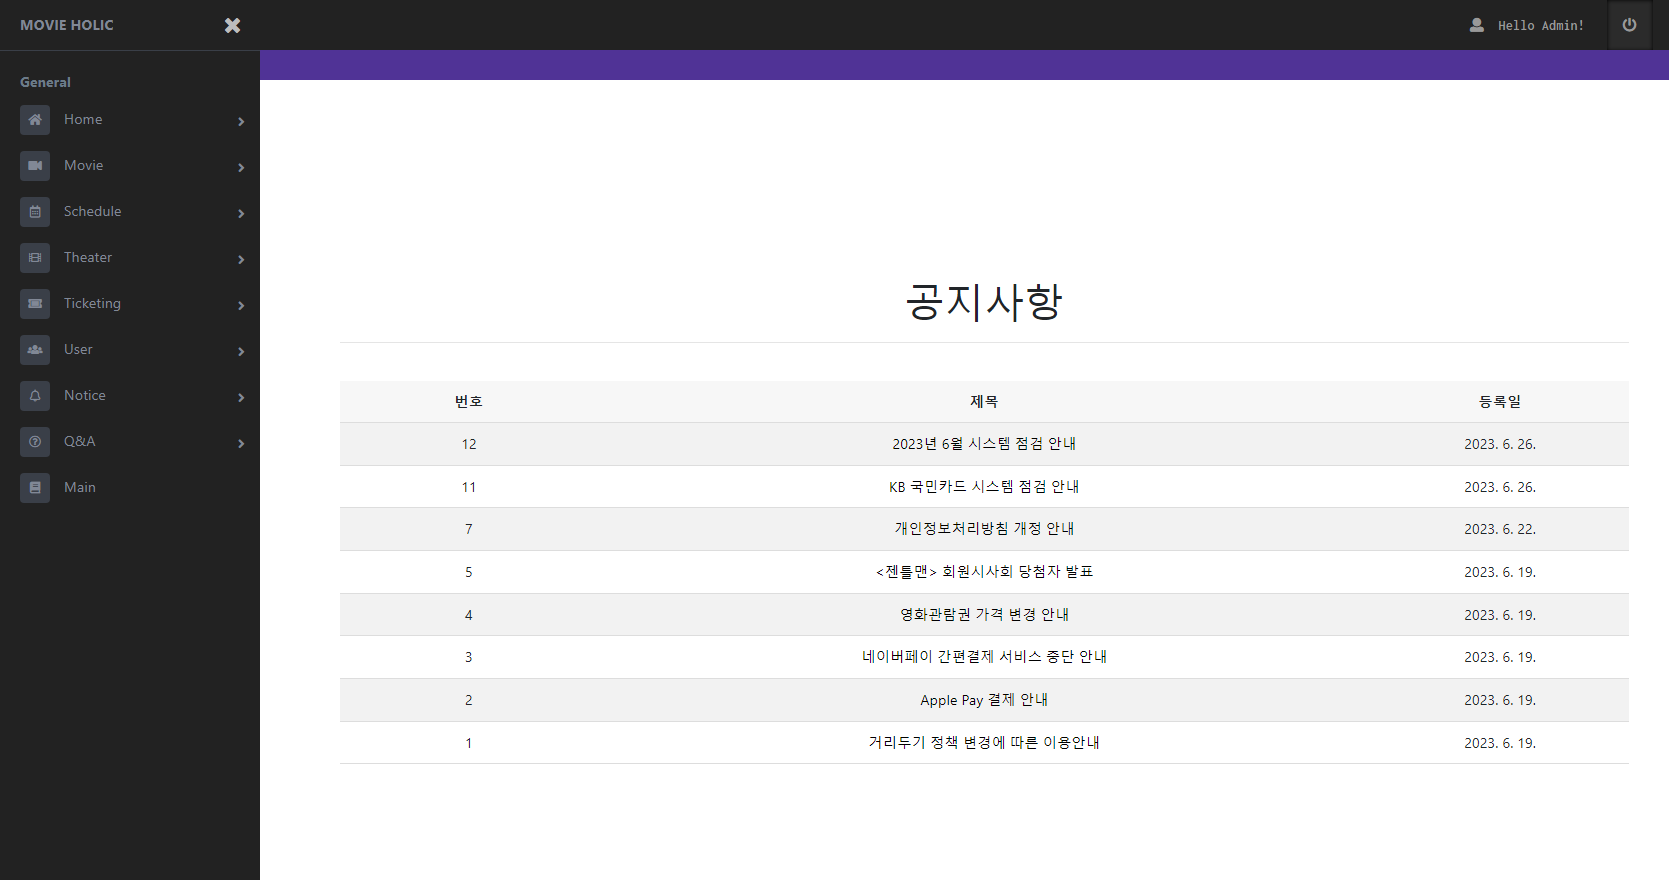 MOVIE HOLIC
Hello Admin!
General
Home
Movie
Schedule
Theater
Ticketing
User
Notice
Q&A
Main
공지사항
번호 제목 등록일
12 2023년 6월 시스템 점검 안내 2023. 6. 26.
11 KB 국민카드 시스템 점검 안내 2023. 6. 26.
7 개인정보처리방침 개정 안내 2023. 6. 22.
5 <젠틀맨> 회원시사회 당첨자 발표 2023. 6. 19.
4 영화관람권 가격 변경 안내 2023. 6. 19.
3 네이버페이 간편결제 서비스 중단 안내 2023. 6. 19.
2 Apple Pay 결제 안내 2023. 6. 19.
1 거리두기 정책 변경에 따른 이용안내 2023. 6. 19.